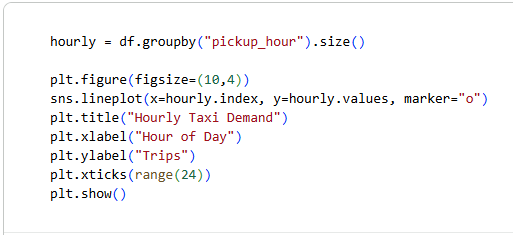 hourly = df.groupby("pickup_hour").size()
plt.figure(figsize=(10,4))
sns.lineplot(x=hourly.index, y=hourly.values, marker="o")
plt.title("Hourly Taxi Demand")
plt.xlabel("Hour of Day")
plt.ylabel("Trips")
plt.xticks(range(24))
plt.show()